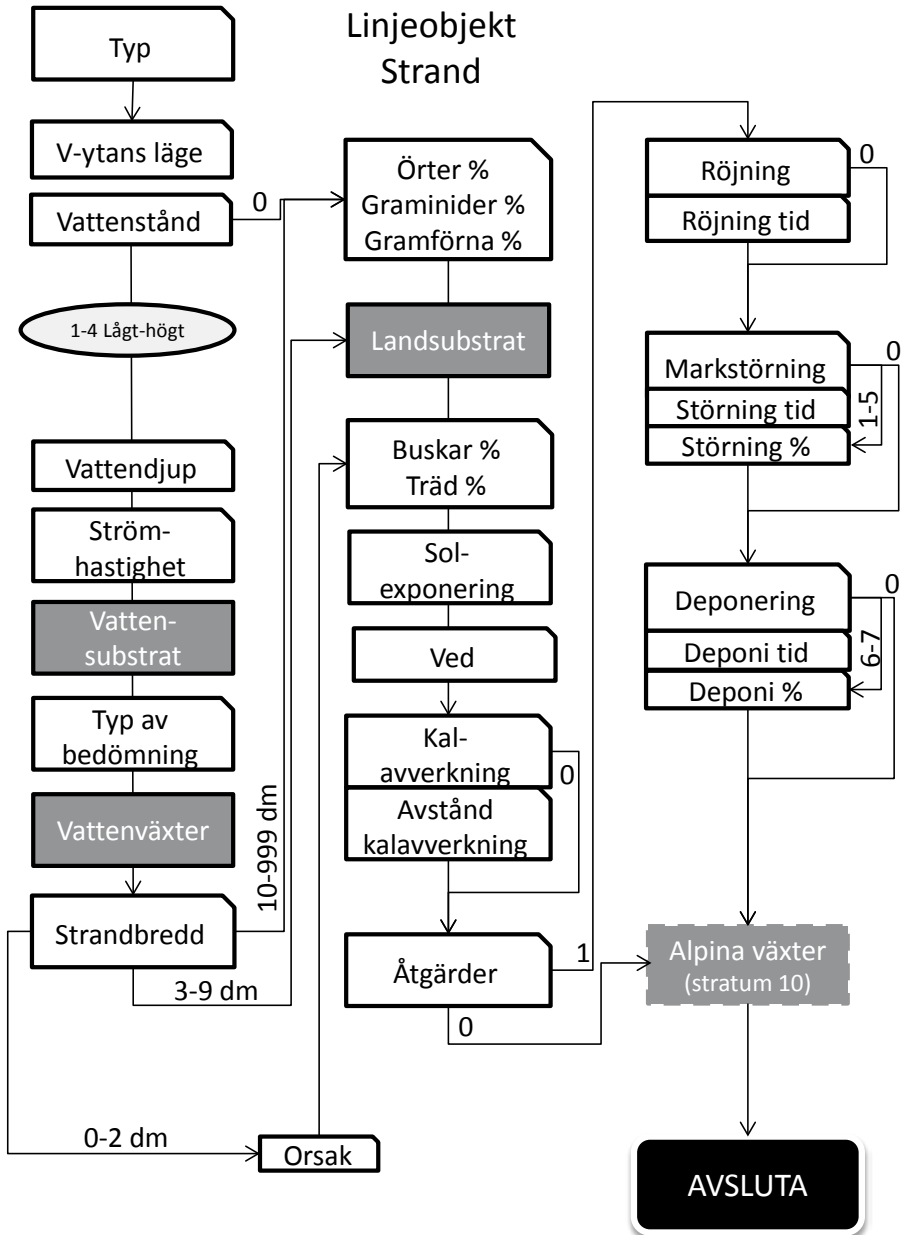 Linjeobjekt
Strand
Typ
V-ytans läge
Vattenstånd
0
1-4 Lågt-högt
Vattendjup
Ström-
hastighet
Vatten-
substrat
Typ av
bedömning
Vattenväxter
Strandbredd
10-999 dm
3-9 dm
0-2 dm
Orsak
Örter %
Graminider %
Gramförna %
Landsubstrat
Buskar %
Träd %
Sol-
exponering
Ved
Kal-
avverkning
0
Avstånd
kalavverkning
Åtgärder
1
0
Röjning
0
Röjning tid
Markstörning
0
1-5
Störning tid
Störning %
Deponering
0
6-7
Deponi tid
Deponi %
Alpina växter
(stratum 10)
AVSLUTA